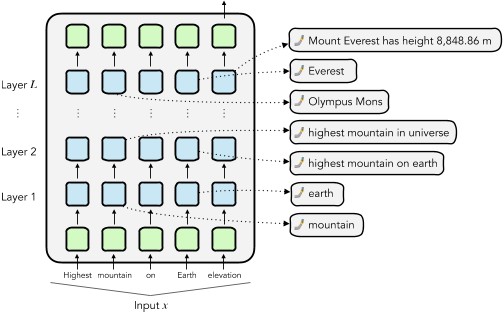 Mount Everest has height 8,848.86 m
Everest
Layer L
Olympus Mons
highest mountain in universe
Layer 2
highest mountain on earth
Layer 1
earth
mountain
Highest mountain on Earth elevation
Input x